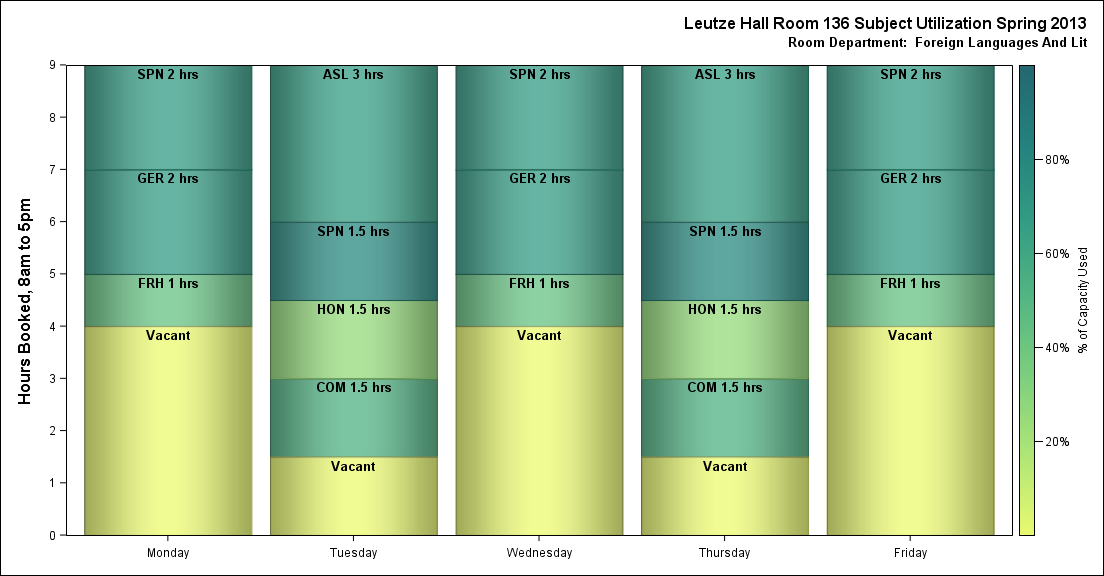 Leutze Hall Room 136 Subject Utilization Spring 2013
Room Department:  Foreign Languages And Lit
Hours Booked, 8am to 5pm
9
8
7
6
5
4
3
2
1
0
SPN 2 hrs
GER 2 hrs
FRH 1 hrs
Vacant
Monday
ASL 3 hrs
SPN 1.5 hrs
HON 1.5 hrs
COM 1.5 hrs
Vacant
Tuesday
SPN 2 hrs
GER 2 hrs
FRH 1 hrs
Vacant
Wednesday
ASL 3 hrs
SPN 1.5 hrs
HON 1.5 hrs
COM 1.5 hrs
Vacant
Thursday
SPN 2 hrs
GER 2 hrs
FRH 1 hrs
Vacant
Friday
80%
60%
40%
20%
% of Capacity Used